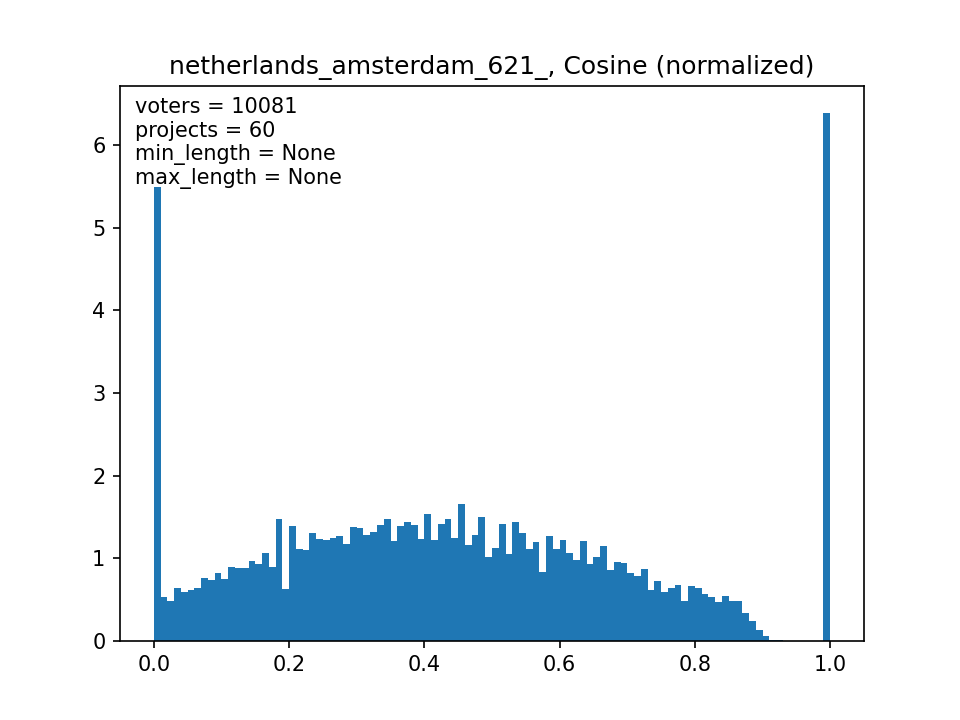 netherlands_amsterdam_621_, Cosine (normalized)
voters = 10081
projects = 60
min_length = None
max_length = None
6
5
4
3
2
1
0
0.0 0.2 0.4 0.6 0.8 1.0